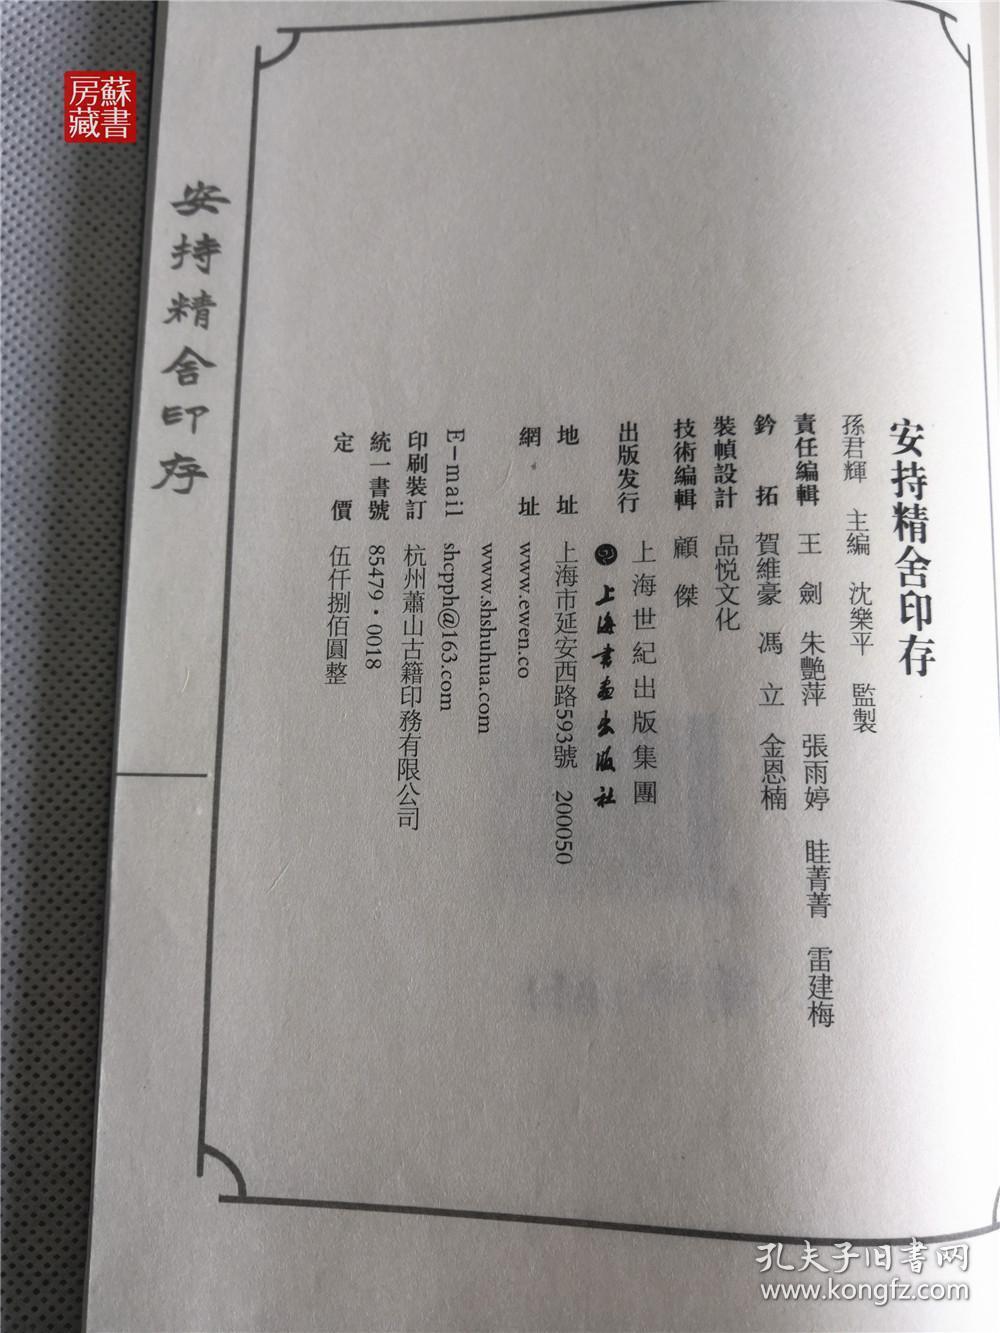 安持精舍印存
孫君輝　主編　沈樂平　監製
責任編輯　王　劍　朱艷萍　張雨婷　眭菁菁　雷建梅
鈐　拓　賀維豪　馮　立　金恩楠
裝幀設計　品悦文化
技術編輯　顧　傑
出版发行　上海世紀出版集團
上海書畫出版社
地　址　上海市延安西路593號　200050
網　址　www.ewen.co
www.shshuhua.com
E-mail　shcpph@163.com
印刷裝訂　杭州蕭山古籍印務有限公司
統一書號　85479·0018
定　價　伍仟捌佰圓整
安持精舍印存
蘇書
房藏
孔夫子旧书网
www.kongfz.com